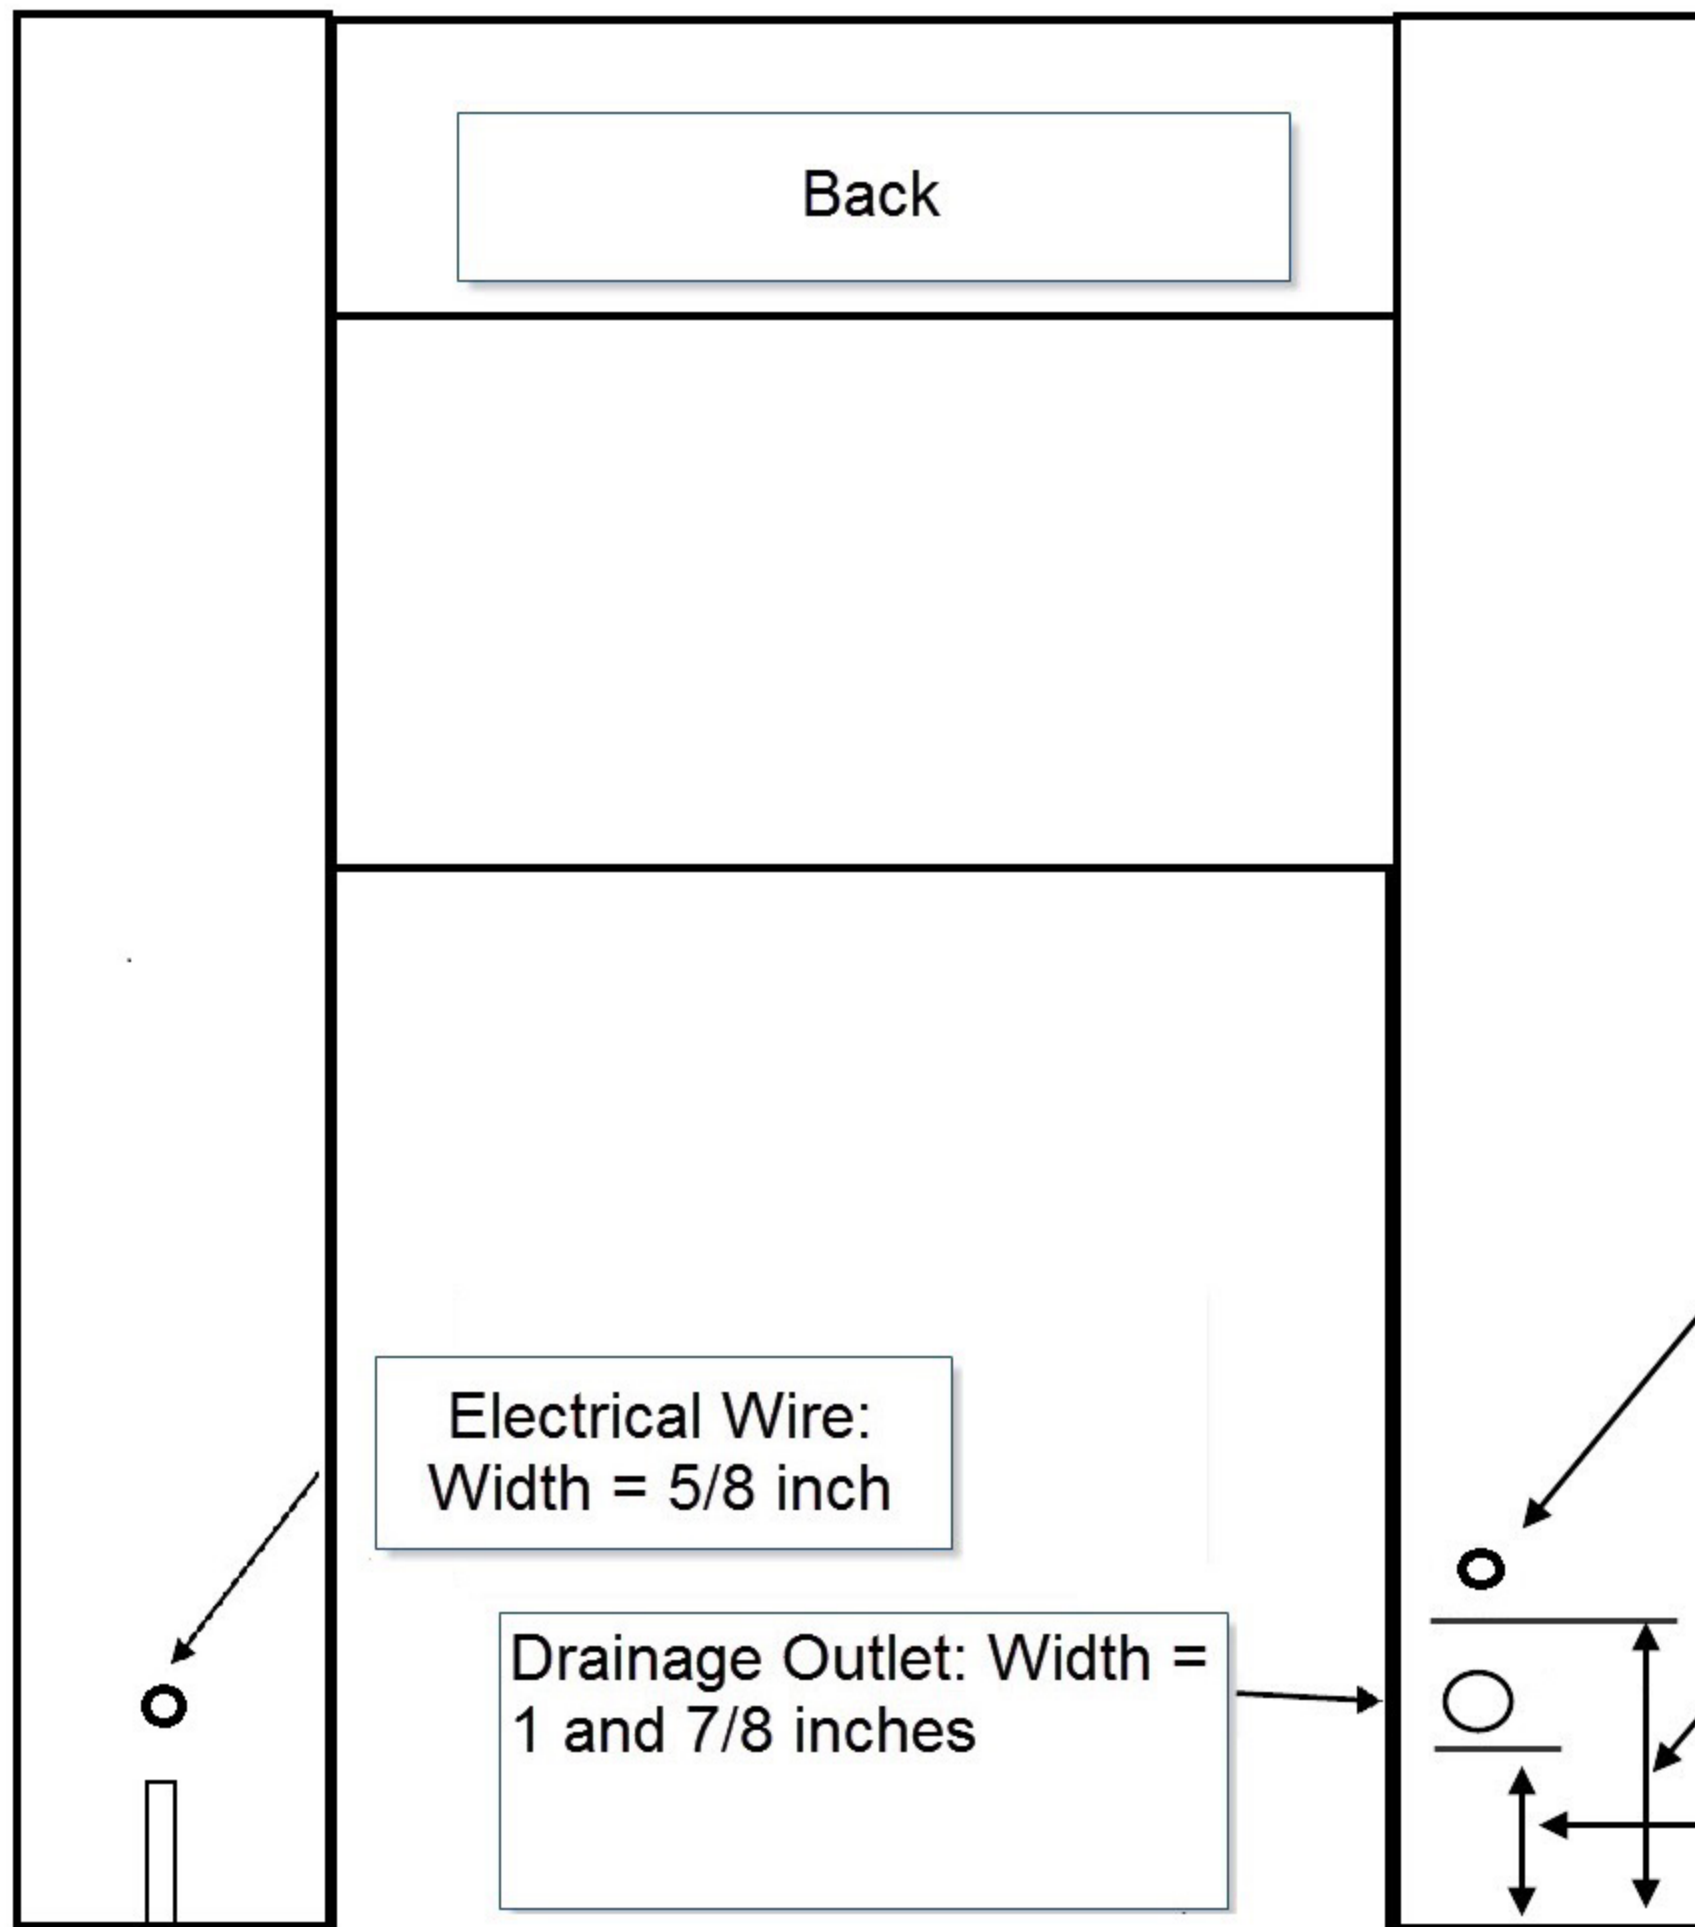 Back
Electrical Wire:
Width = 5/8 inch
Drainage Outlet: Width =
1 and 7/8 inches